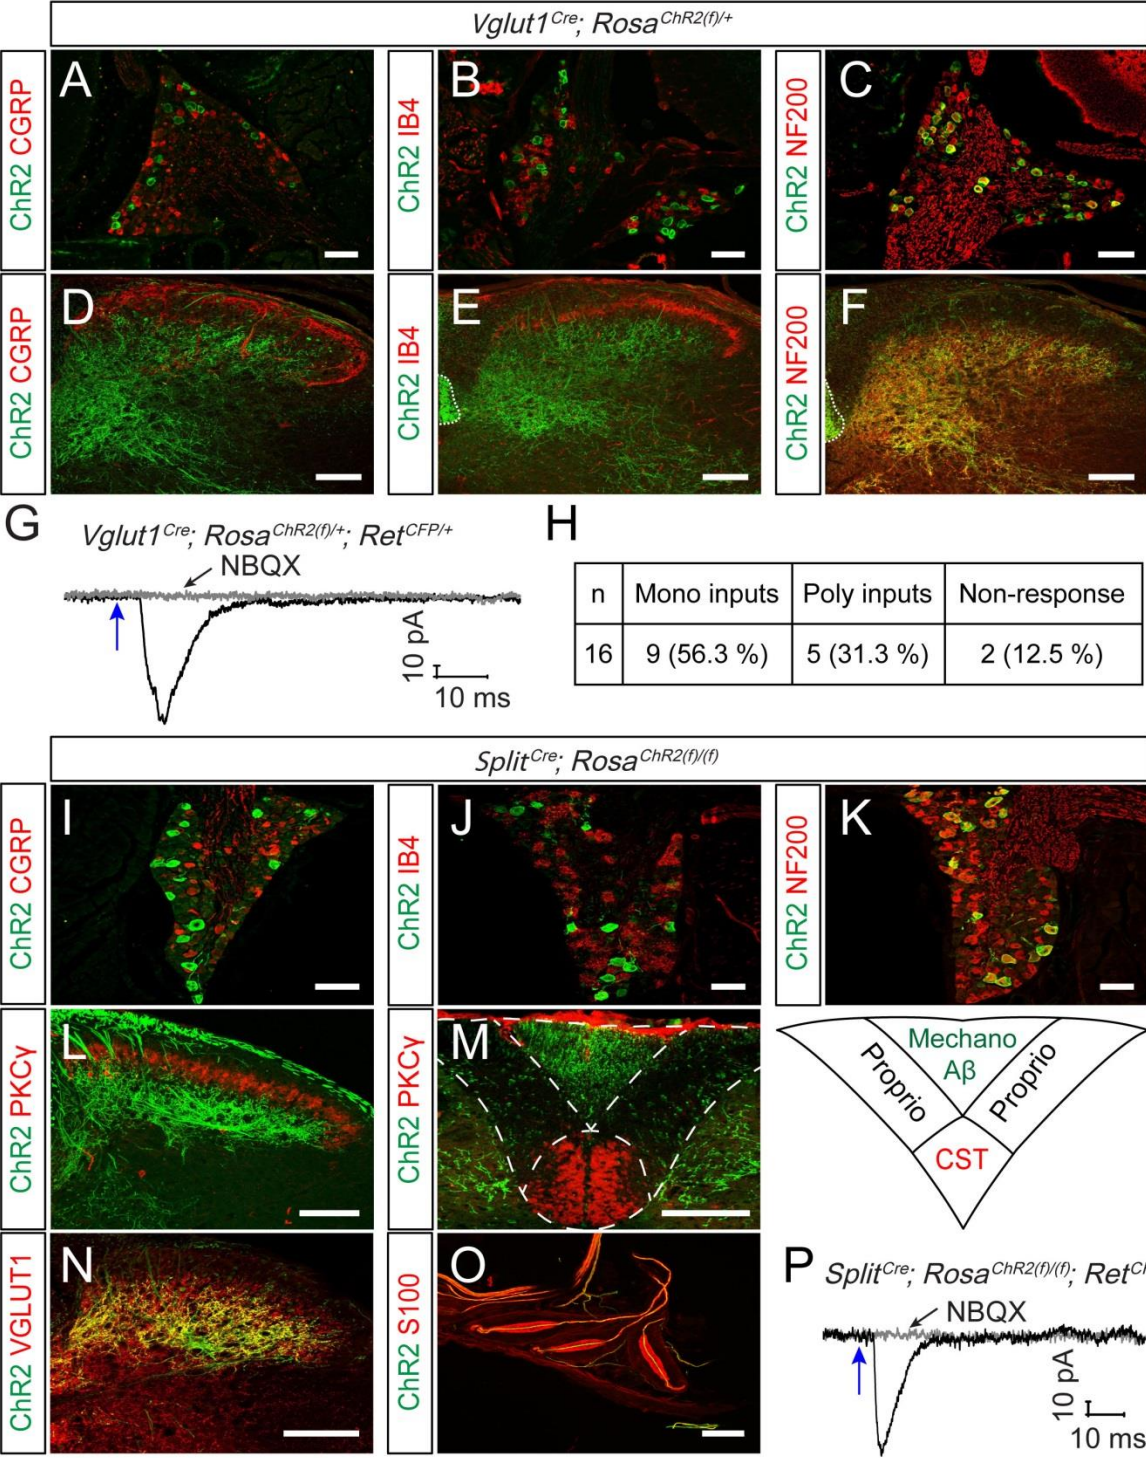 Vglut1Cre; RosaChR2(f)/+
ChR2 CGRP
A
ChR2 IB4
B
ChR2 NF200
C
ChR2 CGRP
D
ChR2 IB4
E
ChR2 NF200
F
G
Vglut1Cre; RosaChR2(f)/+; RetCFP/+
NBQX
10 pA
10 ms
H
n Mono inputs Poly inputs Non-response
16 9 (56.3 %) 5 (31.3 %) 2 (12.5 %)
SplitCre; RosaChR2(f)/(f)
ChR2 CGRP
I
ChR2 IB4
J
ChR2 NF200
K
ChR2 PKCγ
L
ChR2 PKCγ
M
Mechano
Aβ
Proprio
Proprio
CST
ChR2 VGLUT1
N
ChR2 S100
O
P
SplitCre; RosaChR2(f)/(f);
NBQX
10 pA
10 ms